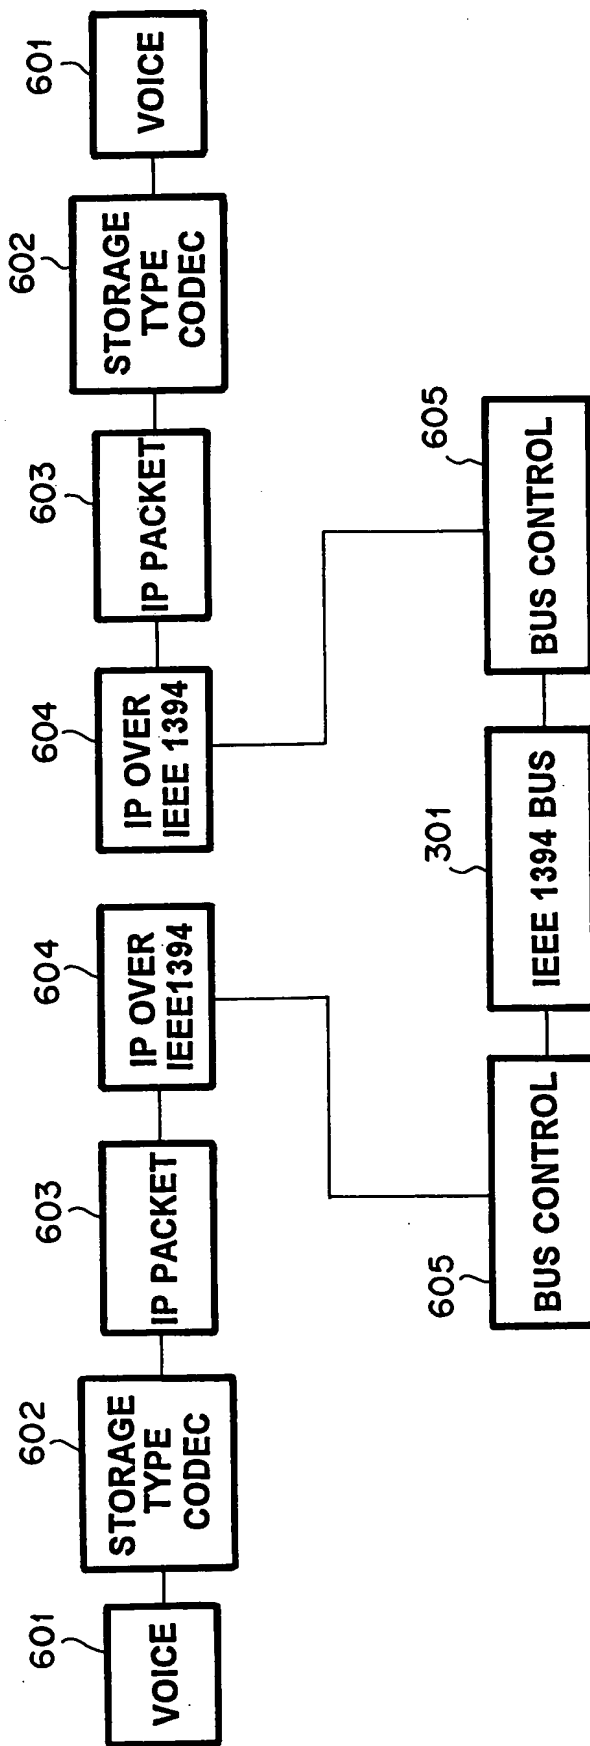 601
VOICE
602
STORAGE
TYPE
CODEC
603
IP PACKET
604
IP OVER
IEEE1394
604
IP OVER
IEEE 1394
603
IP PACKET
602
STORAGE
TYPE
CODEC
601
VOICE
605
BUS CONTROL
301
IEEE 1394 BUS
605
BUS CONTROL